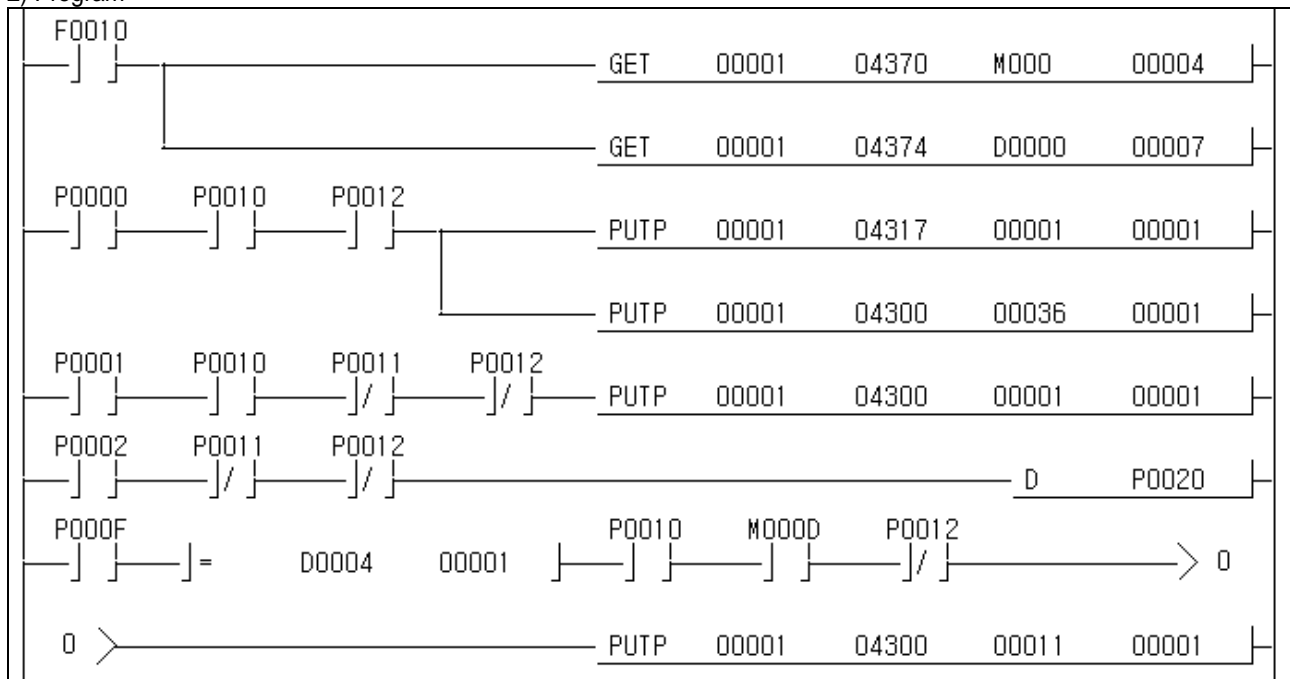 2) Program
F0010
GET 00001 04370 M000 00004
GET 00001 04374 D0000 00007
P0000 P0010 P0012
PUTP 00001 04317 00001 00001
PUTP 00001 04300 00036 00001
P0001 P0010 P0011 P0012
PUTP 00001 04300 00001 00001
P0002 P0011 P0012
D P0020
P000F P0010 M000D P0012
= D0004 00001 0
0 PUTP 00001 04300 00011 00001